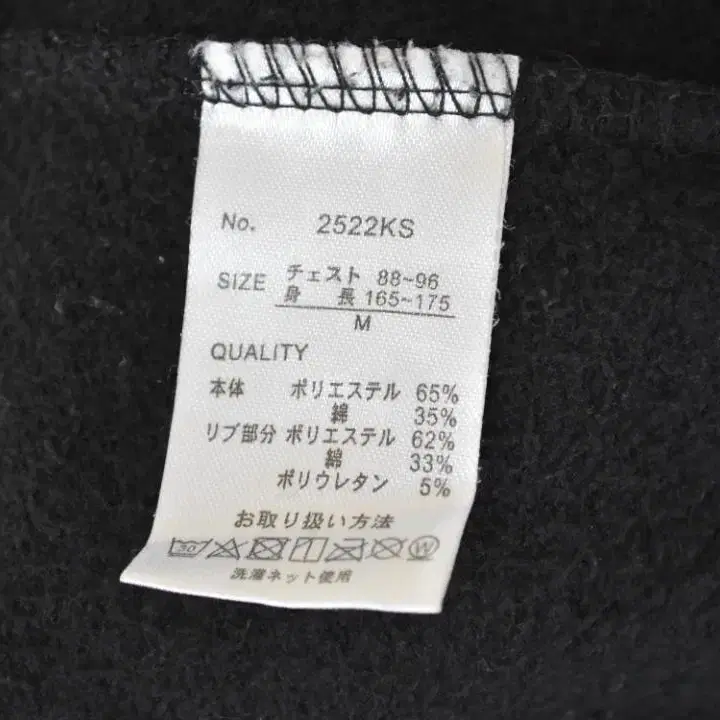 No. 2522KS
SIZE チェスト 88~96
身 長 165~175
M
QUALITY
本体 ポリエステル 65%
綿 35%
リブ部分 ポリエステル 62%
綿 33%
ポリウレタン 5%
お取り扱い方法
30 W
洗濯ネット使用